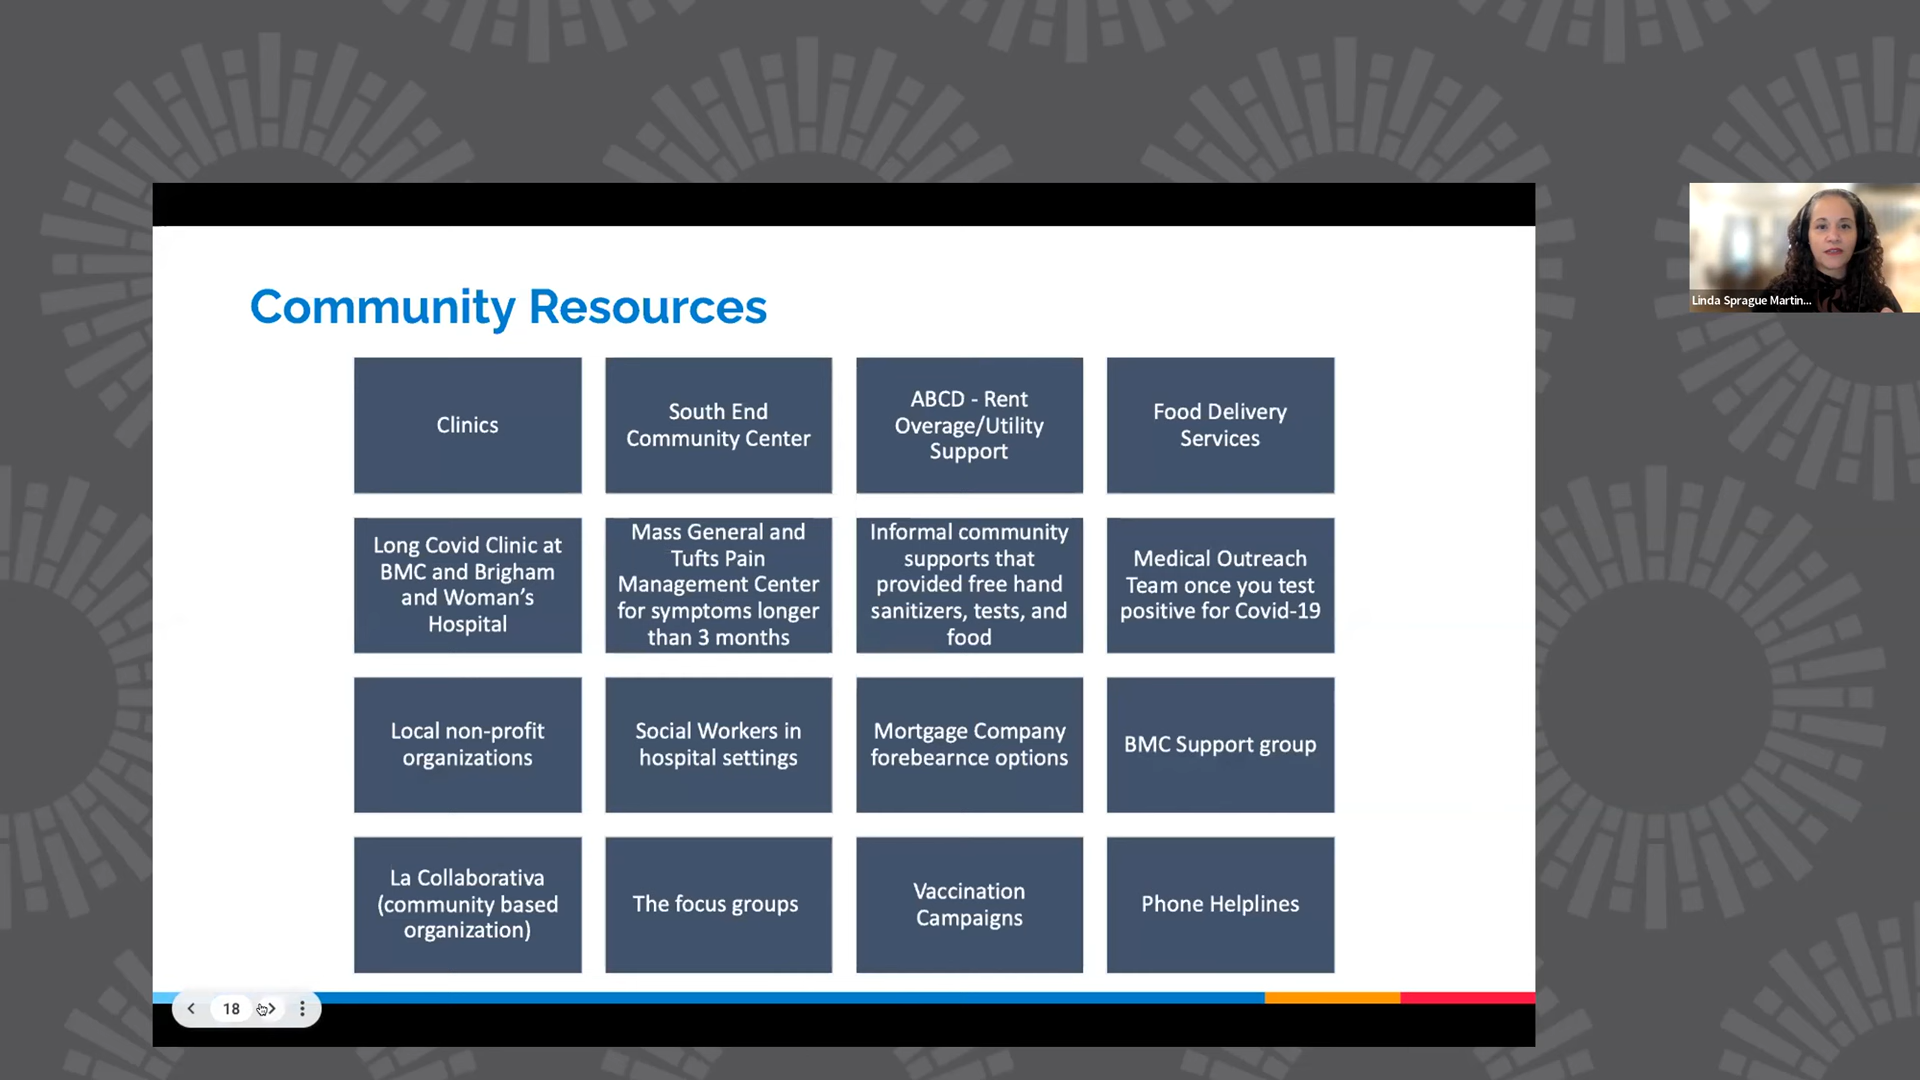 Community Resources
Clinics
South End
Community Center
ABCD - Rent
Overage/Utility
Support
Food Delivery
Services
Long Covid Clinic at
BMC and Brigham
and Woman's
Hospital
Mass General and
Tufts Pain
Management Center
for symptoms longer
than 3 months
Informal community
supports that
provided free hand
sanitizers, tests, and
food
Medical Outreach
Team once you test
positive for Covid-19
Local non-profit
organizations
Social Workers in
hospital settings
Mortgage Company
forebearnce options
BMC Support group
La Collaborativa
(community based
organization)
The focus groups
Vaccination
Campaigns
Phone Helplines
18
Linda Sprague Martin...